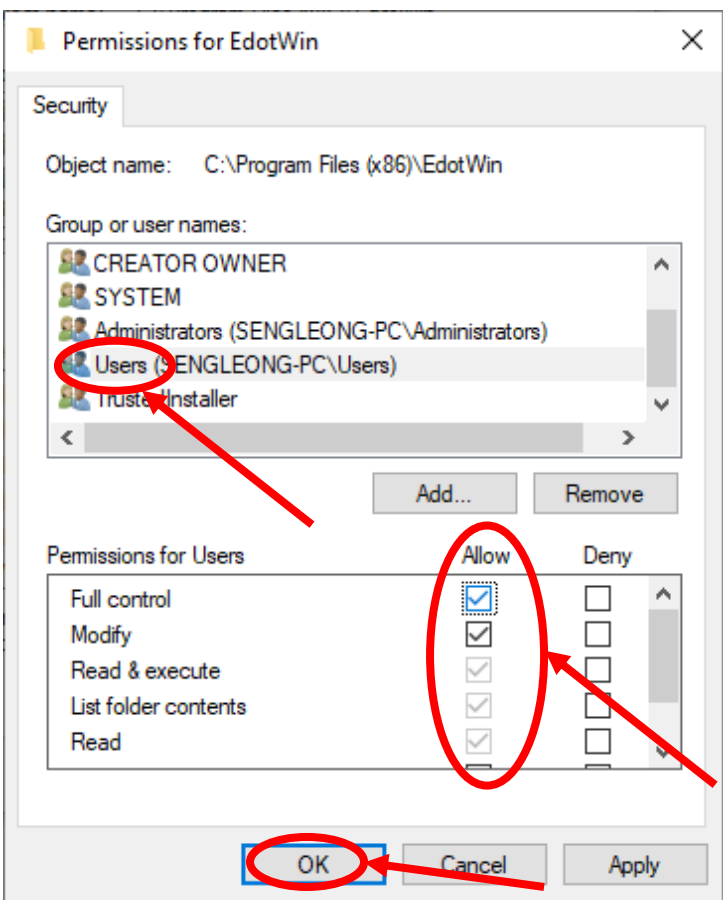 Permissions for EdotWin
Security
Object name: C:\Program Files (x86)\EdotWin
Group or user names:
CREATOR OWNER
SYSTEM
Administrators (SENGLEONG-PC\Administrators)
Users (SENGLEONG-PC\Users)
TrustedInstaller
Add... Remove
Permissions for Users Allow Deny
Full control
Modify
Read & execute
List folder contents
Read
OK Cancel Apply